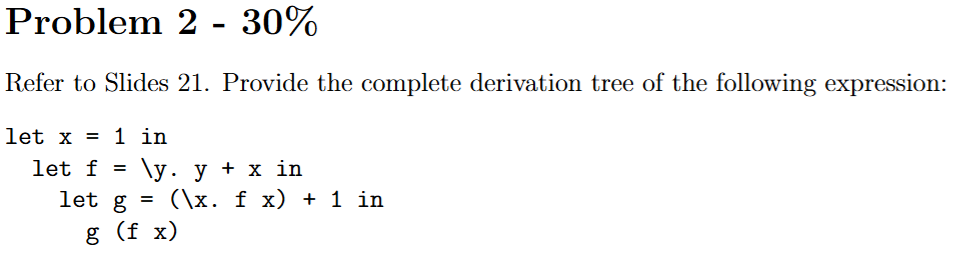 Problem 2 - 30%
Refer to Slides 21. Provide the complete derivation tree of the following expression:
let x = 1 in
  let f = \y. y + x in
    let g = (\x. f x) + 1 in
      g (f x)